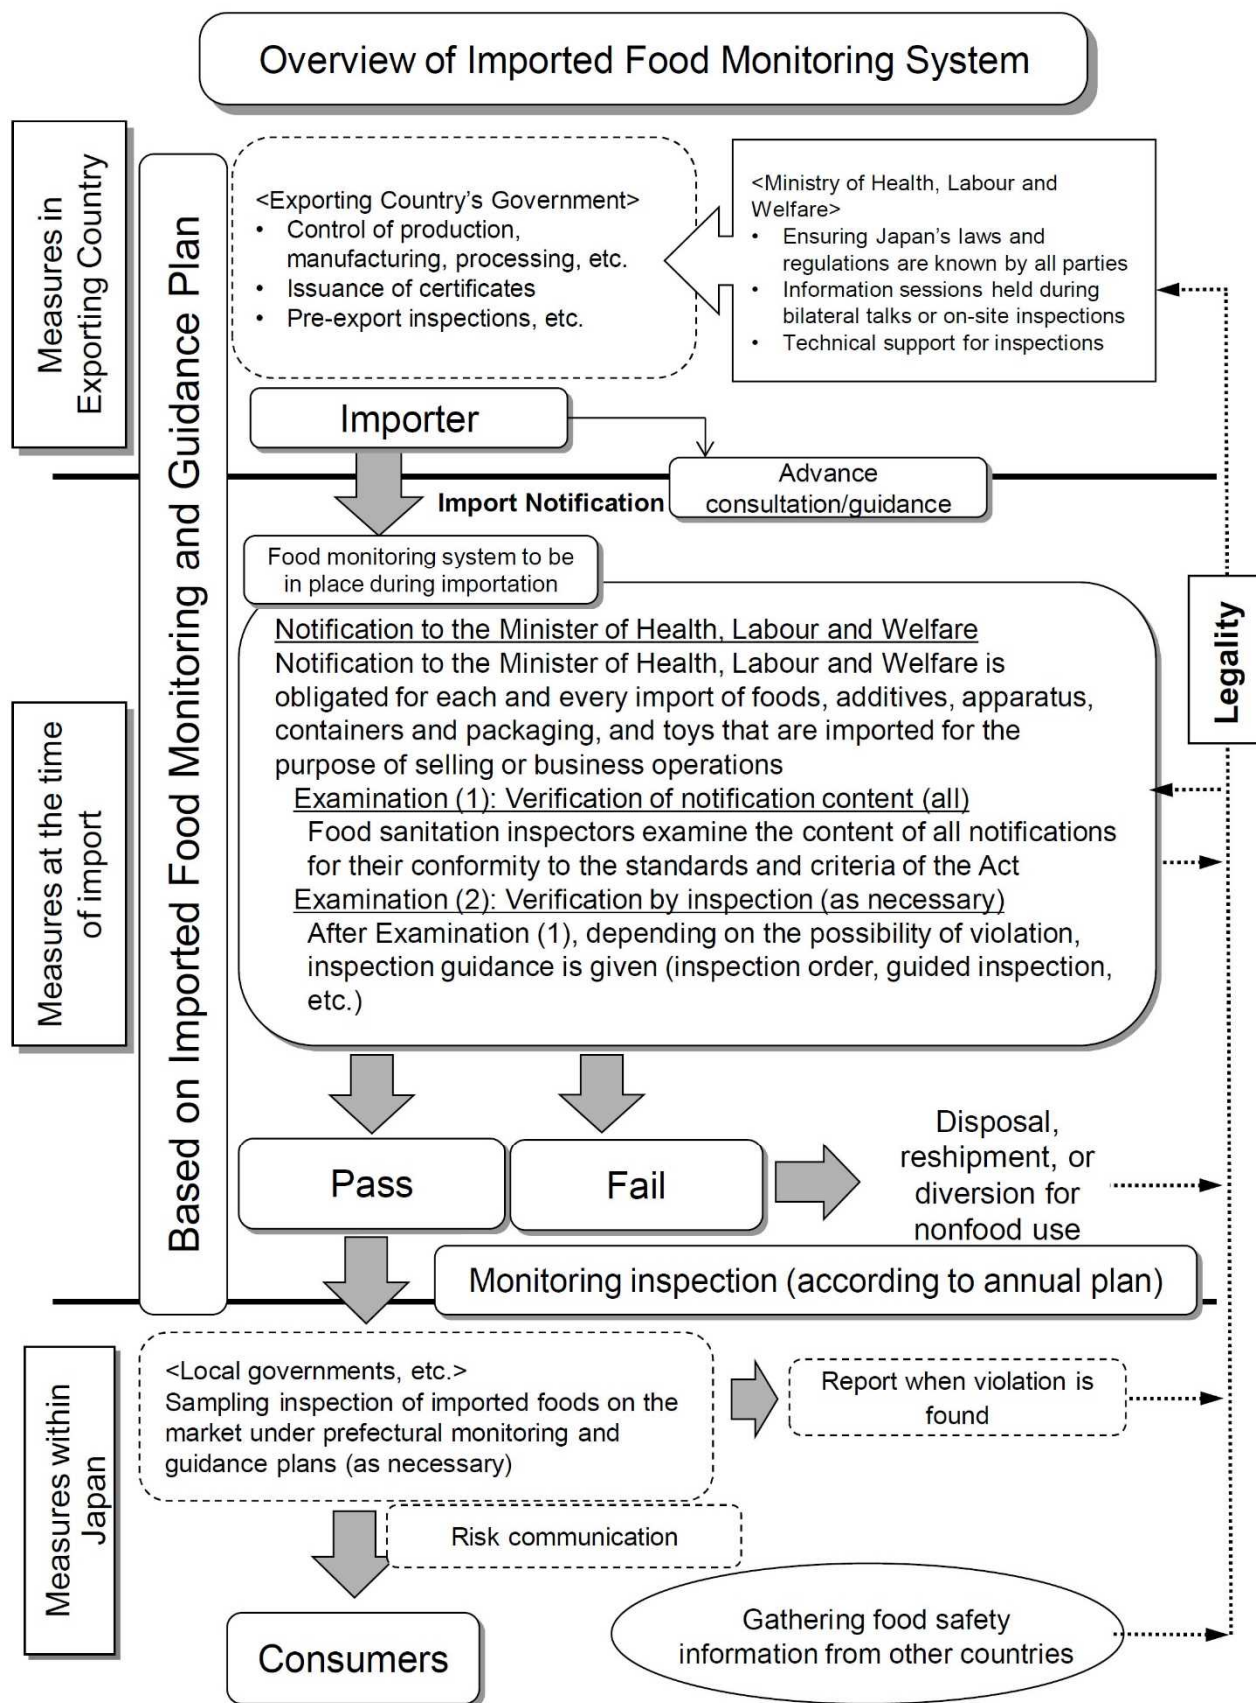 Overview of Imported Food Monitoring System
Measures in
Exporting Country
Based on Imported Food Monitoring and Guidance Plan
<Exporting Country’s Government>
• Control of production,
manufacturing, processing, etc.
• Issuance of certificates
• Pre-export inspections, etc.
<Ministry of Health, Labour and
Welfare>
• Ensuring Japan’s laws and
regulations are known by all parties
• Information sessions held during
bilateral talks or on-site inspections
• Technical support for inspections
Importer
Advance
consultation/guidance
Import Notification
Measures at the time
of import
Food monitoring system to be
in place during importation
Notification to the Minister of Health, Labour and Welfare
Notification to the Minister of Health, Labour and Welfare is
obligated for each and every import of foods, additives, apparatus,
containers and packaging, and toys that are imported for the
purpose of selling or business operations
Examination (1): Verification of notification content (all)
Food sanitation inspectors examine the content of all notifications
for their conformity to the standards and criteria of the Act
Examination (2): Verification by inspection (as necessary)
After Examination (1), depending on the possibility of violation,
inspection guidance is given (inspection order, guided inspection,
etc.)
Legality
Pass
Fail
Disposal,
reshipment, or
diversion for
nonfood use
Monitoring inspection (according to annual plan)
Measures within
Japan
<Local governments, etc.>
Sampling inspection of imported foods on the
market under prefectural monitoring and
guidance plans (as necessary)
Report when violation is
found
Risk communication
Consumers
Gathering food safety
information from other countries